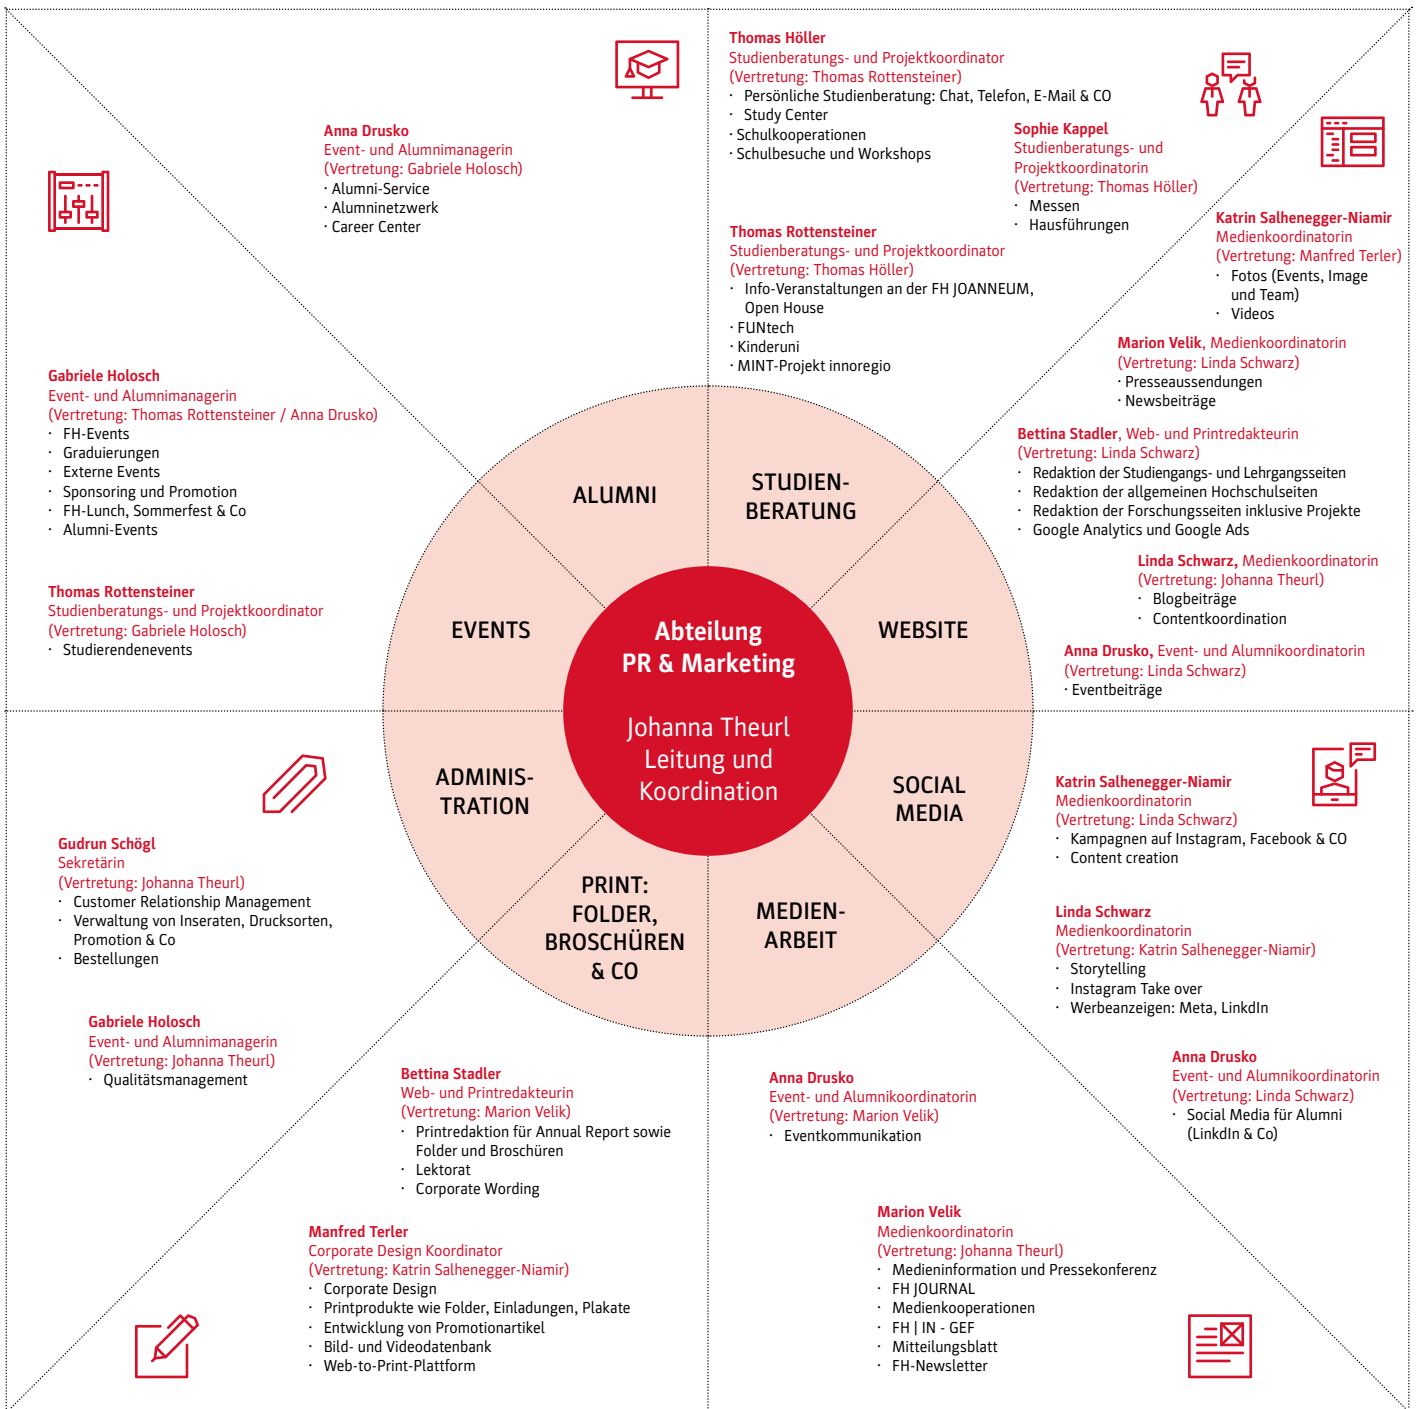 Thomas Höller
Studienberatungs- und Projektkoordinator
(Vertretung: Thomas Rottensteiner)
· Persönliche Studienberatung: Chat, Telefon, E-Mail & CO
· Study Center
· Schulkooperationen
· Schulbesuche und Workshops
Sophie Kappel
Studienberatungs- und
Projektkoordinatorin
(Vertretung: Thomas Höller)
· Messen
· Hausführungen
Thomas Rottensteiner
Studienberatungs- und Projektkoordinator
(Vertretung: Thomas Höller)
· Info-Veranstaltungen an der FH JOANNEUM,
Open House
· FUNtech
· Kinderuni
· MINT-Projekt innoregio
Anna Drusko
Event- und Alumnimanagerin
(Vertretung: Gabriele Holosch)
· Alumni-Service
· Alumninetzwerk
· Career Center
Gabriele Holosch
Event- und Alumnimanagerin
(Vertretung: Thomas Rottensteiner / Anna Drusko)
· FH-Events
· Graduierungen
· Externe Events
· Sponsoring und Promotion
· FH-Lunch, Sommerfest & Co
· Alumni-Events
Thomas Rottensteiner
Studienberatungs- und Projektkoordinator
(Vertretung: Gabriele Holosch)
· Studierendenevents
Katrin Salhenegger-Niamir
Medienkoordinatorin
(Vertretung: Manfred Terler)
· Fotos (Events, Image
und Team)
· Videos
Marion Velik, Medienkoordinatorin
(Vertretung: Linda Schwarz)
· Presseaussendungen
· Newsbeiträge
Bettina Stadler, Web- und Printredakteurin
(Vertretung: Linda Schwarz)
· Redaktion der Studiengangs- und Lehrgangsseiten
· Redaktion der allgemeinen Hochschulseiten
· Redaktion der Forschungsseiten inklusive Projekte
· Google Analytics und Google Ads
Linda Schwarz, Medienkoordinatorin
(Vertretung: Johanna Theurl)
· Blogbeiträge
· Contentkoordination
Anna Drusko, Event- und Alumnikoordinatorin
(Vertretung: Linda Schwarz)
· Eventbeiträge
ALUMNI
STUDIEN-
BERATUNG
EVENTS
WEBSITE
Abteilung
PR & Marketing
Johanna Theurl
Leitung und
Koordination
ADMINIS-
TRATION
SOCIAL
MEDIA
PRINT:
FOLDER,
BROSCHÜREN
& CO
MEDIEN-
ARBEIT
Gudrun Schögl
Sekretärin
(Vertretung: Johanna Theurl)
· Customer Relationship Management
· Verwaltung von Inseraten, Drucksorten,
Promotion & Co
· Bestellungen
Gabriele Holosch
Event- und Alumnimanagerin
(Vertretung: Johanna Theurl)
· Qualitätsmanagement
Bettina Stadler
Web- und Printredakteurin
(Vertretung: Marion Velik)
· Printredaktion für Annual Report sowie
Folder und Broschüren
· Lektorat
· Corporate Wording
Manfred Terler
Corporate Design Koordinator
(Vertretung: Katrin Salhenegger-Niamir)
· Corporate Design
· Printprodukte wie Folder, Einladungen, Plakate
· Entwicklung von Promotionartikel
· Bild- und Videodatenbank
· Web-to-Print-Plattform
Katrin Salhenegger-Niamir
Medienkoordinatorin
(Vertretung: Linda Schwarz)
· Kampagnen auf Instagram, Facebook & CO
· Content creation
Linda Schwarz
Medienkoordinatorin
(Vertretung: Katrin Salhenegger-Niamir)
· Storytelling
· Instagram Take over
· Werbeanzeigen: Meta, LinkdIn
Anna Drusko
Event- und Alumnikoordinatorin
(Vertretung: Linda Schwarz)
· Social Media für Alumni
(LinkdIn & Co)
Anna Drusko
Event- und Alumnikoordinatorin
(Vertretung: Marion Velik)
· Eventkommunikation
Marion Velik
Medienkoordinatorin
(Vertretung: Johanna Theurl)
· Medieninformation und Pressekonferenz
· FH JOURNAL
· Medienkooperationen
· FH | IN - GEF
· Mitteilungsblatt
· FH-Newsletter